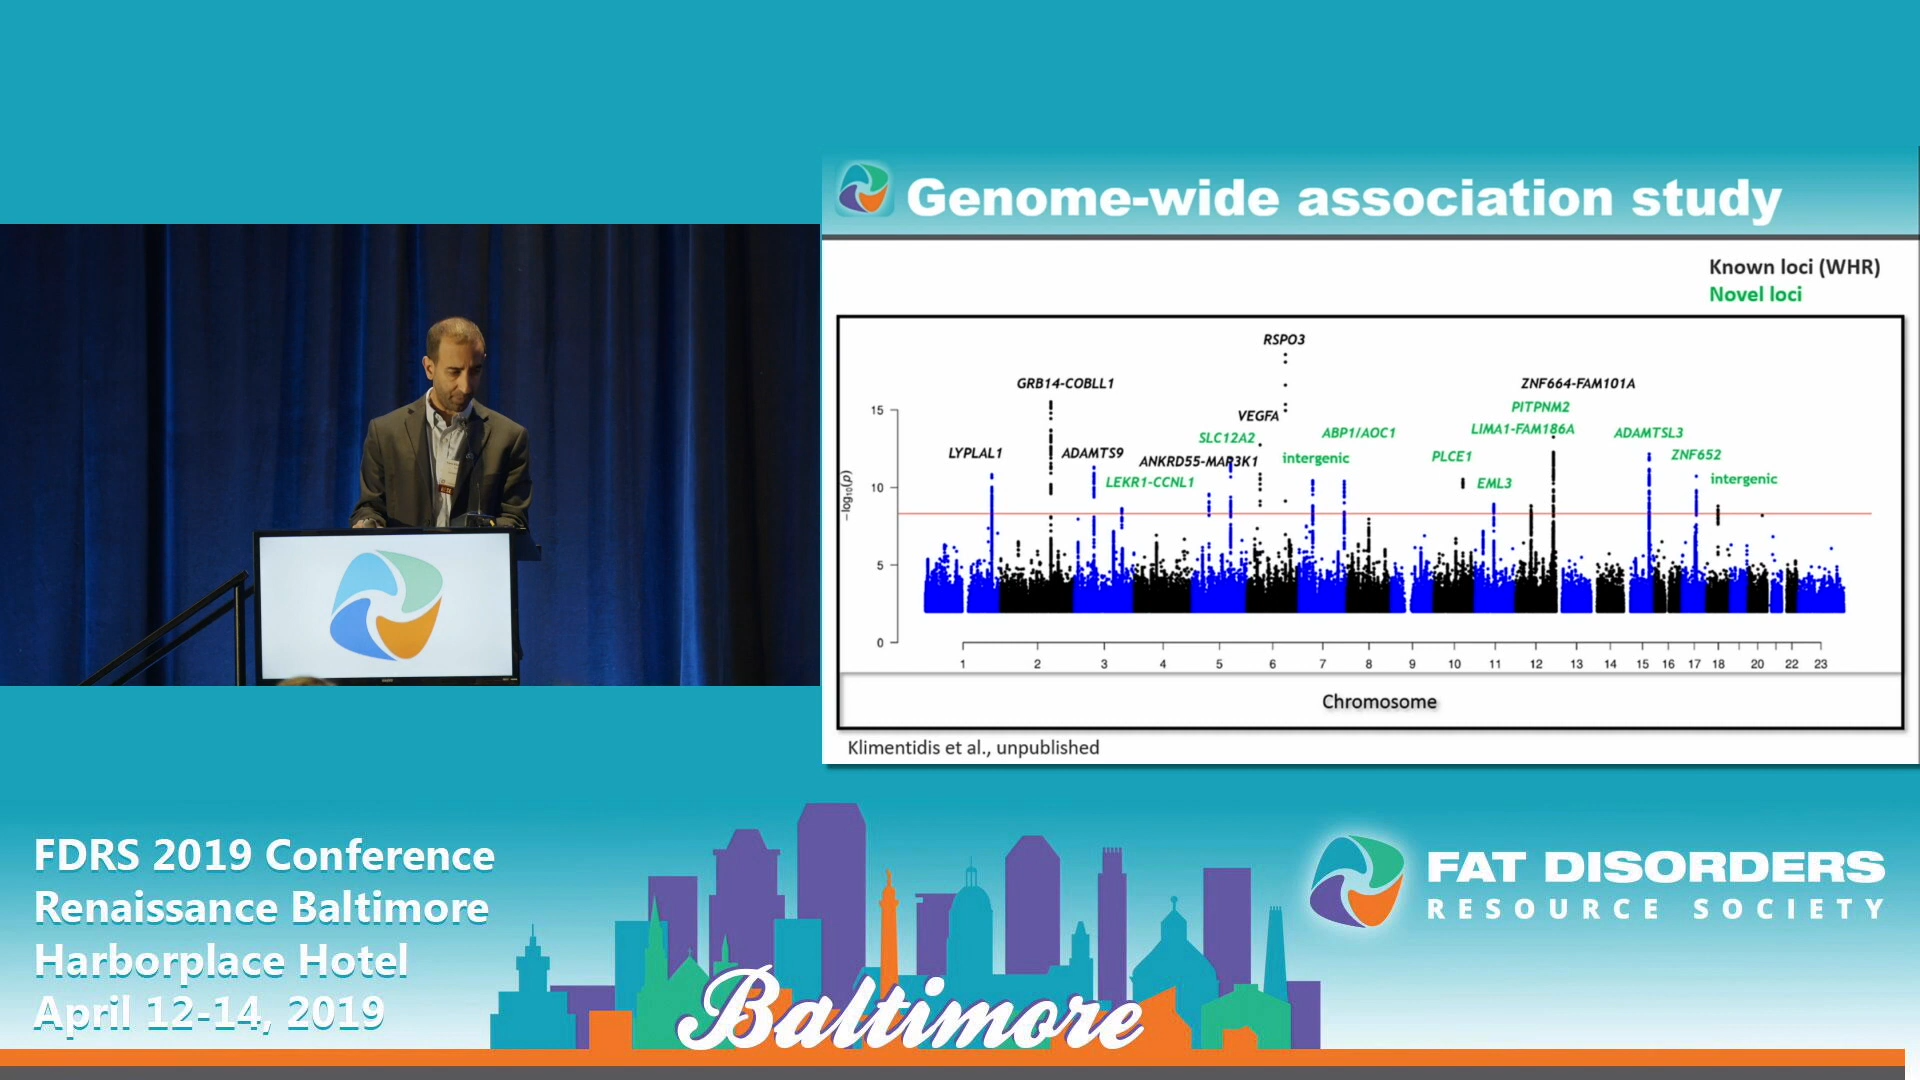 Genome-wide association study
Known loci (WHR)
Novel loci
RSPO3
GRB14-COBLL1
ZNF664-FAM101A
PITPNM2
VEGFA
LIMA1-FAM186A
SLC12A2
ABP1/AOC1
ADAMTSL3
LYPLAL1
ADAMTS9
ANKRD55-MAP3K1
intergenic
PLCE1
ZNF652
LEKR1-CCNL1
EML3
intergenic
15
10
5
0
-log10(p)
1 2 3 4 5 6 7 8 9 10 11 12 13 14 15 16 17 18 20 22 23
Chromosome
Klimentidis et al., unpublished
FDRS 2019 Conference
Renaissance Baltimore
Harborplace Hotel
April 12-14, 2019
Baltimore
FAT DISORDERS
RESOURCE SOCIETY